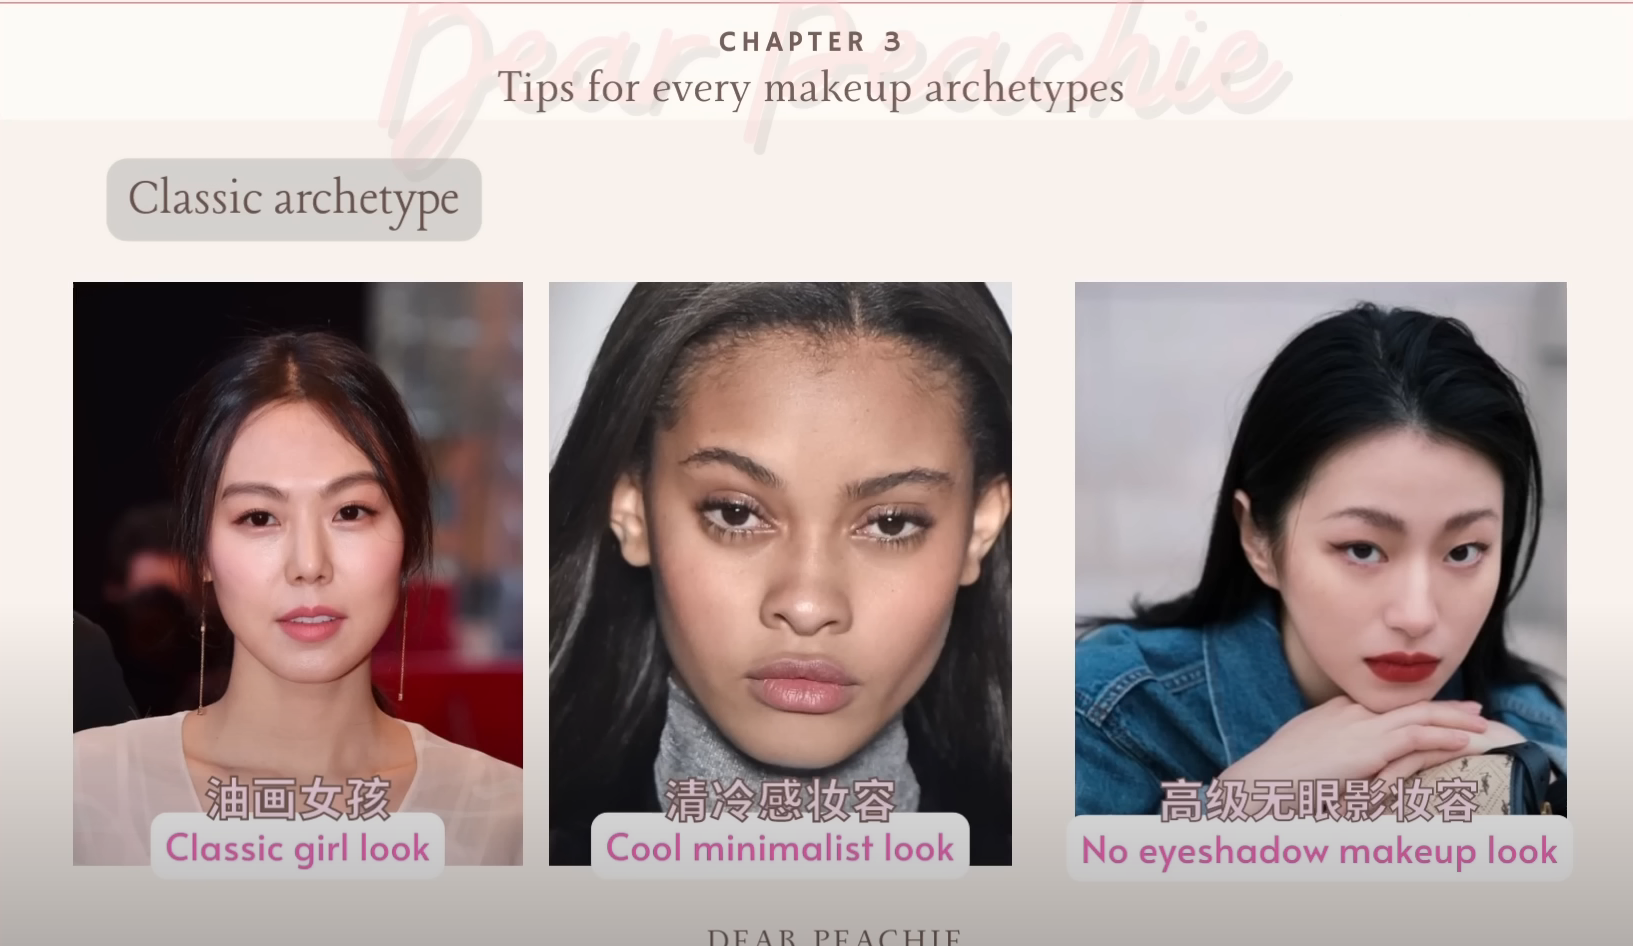 Dear Peachie
CHAPTER 3
Tips for every makeup archetypes
Classic archetype
油画女孩
Classic girl look
清冷感妆容
Cool minimalist look
高级无眼影妆容
No eyeshadow makeup look
DEAR PEACHIE